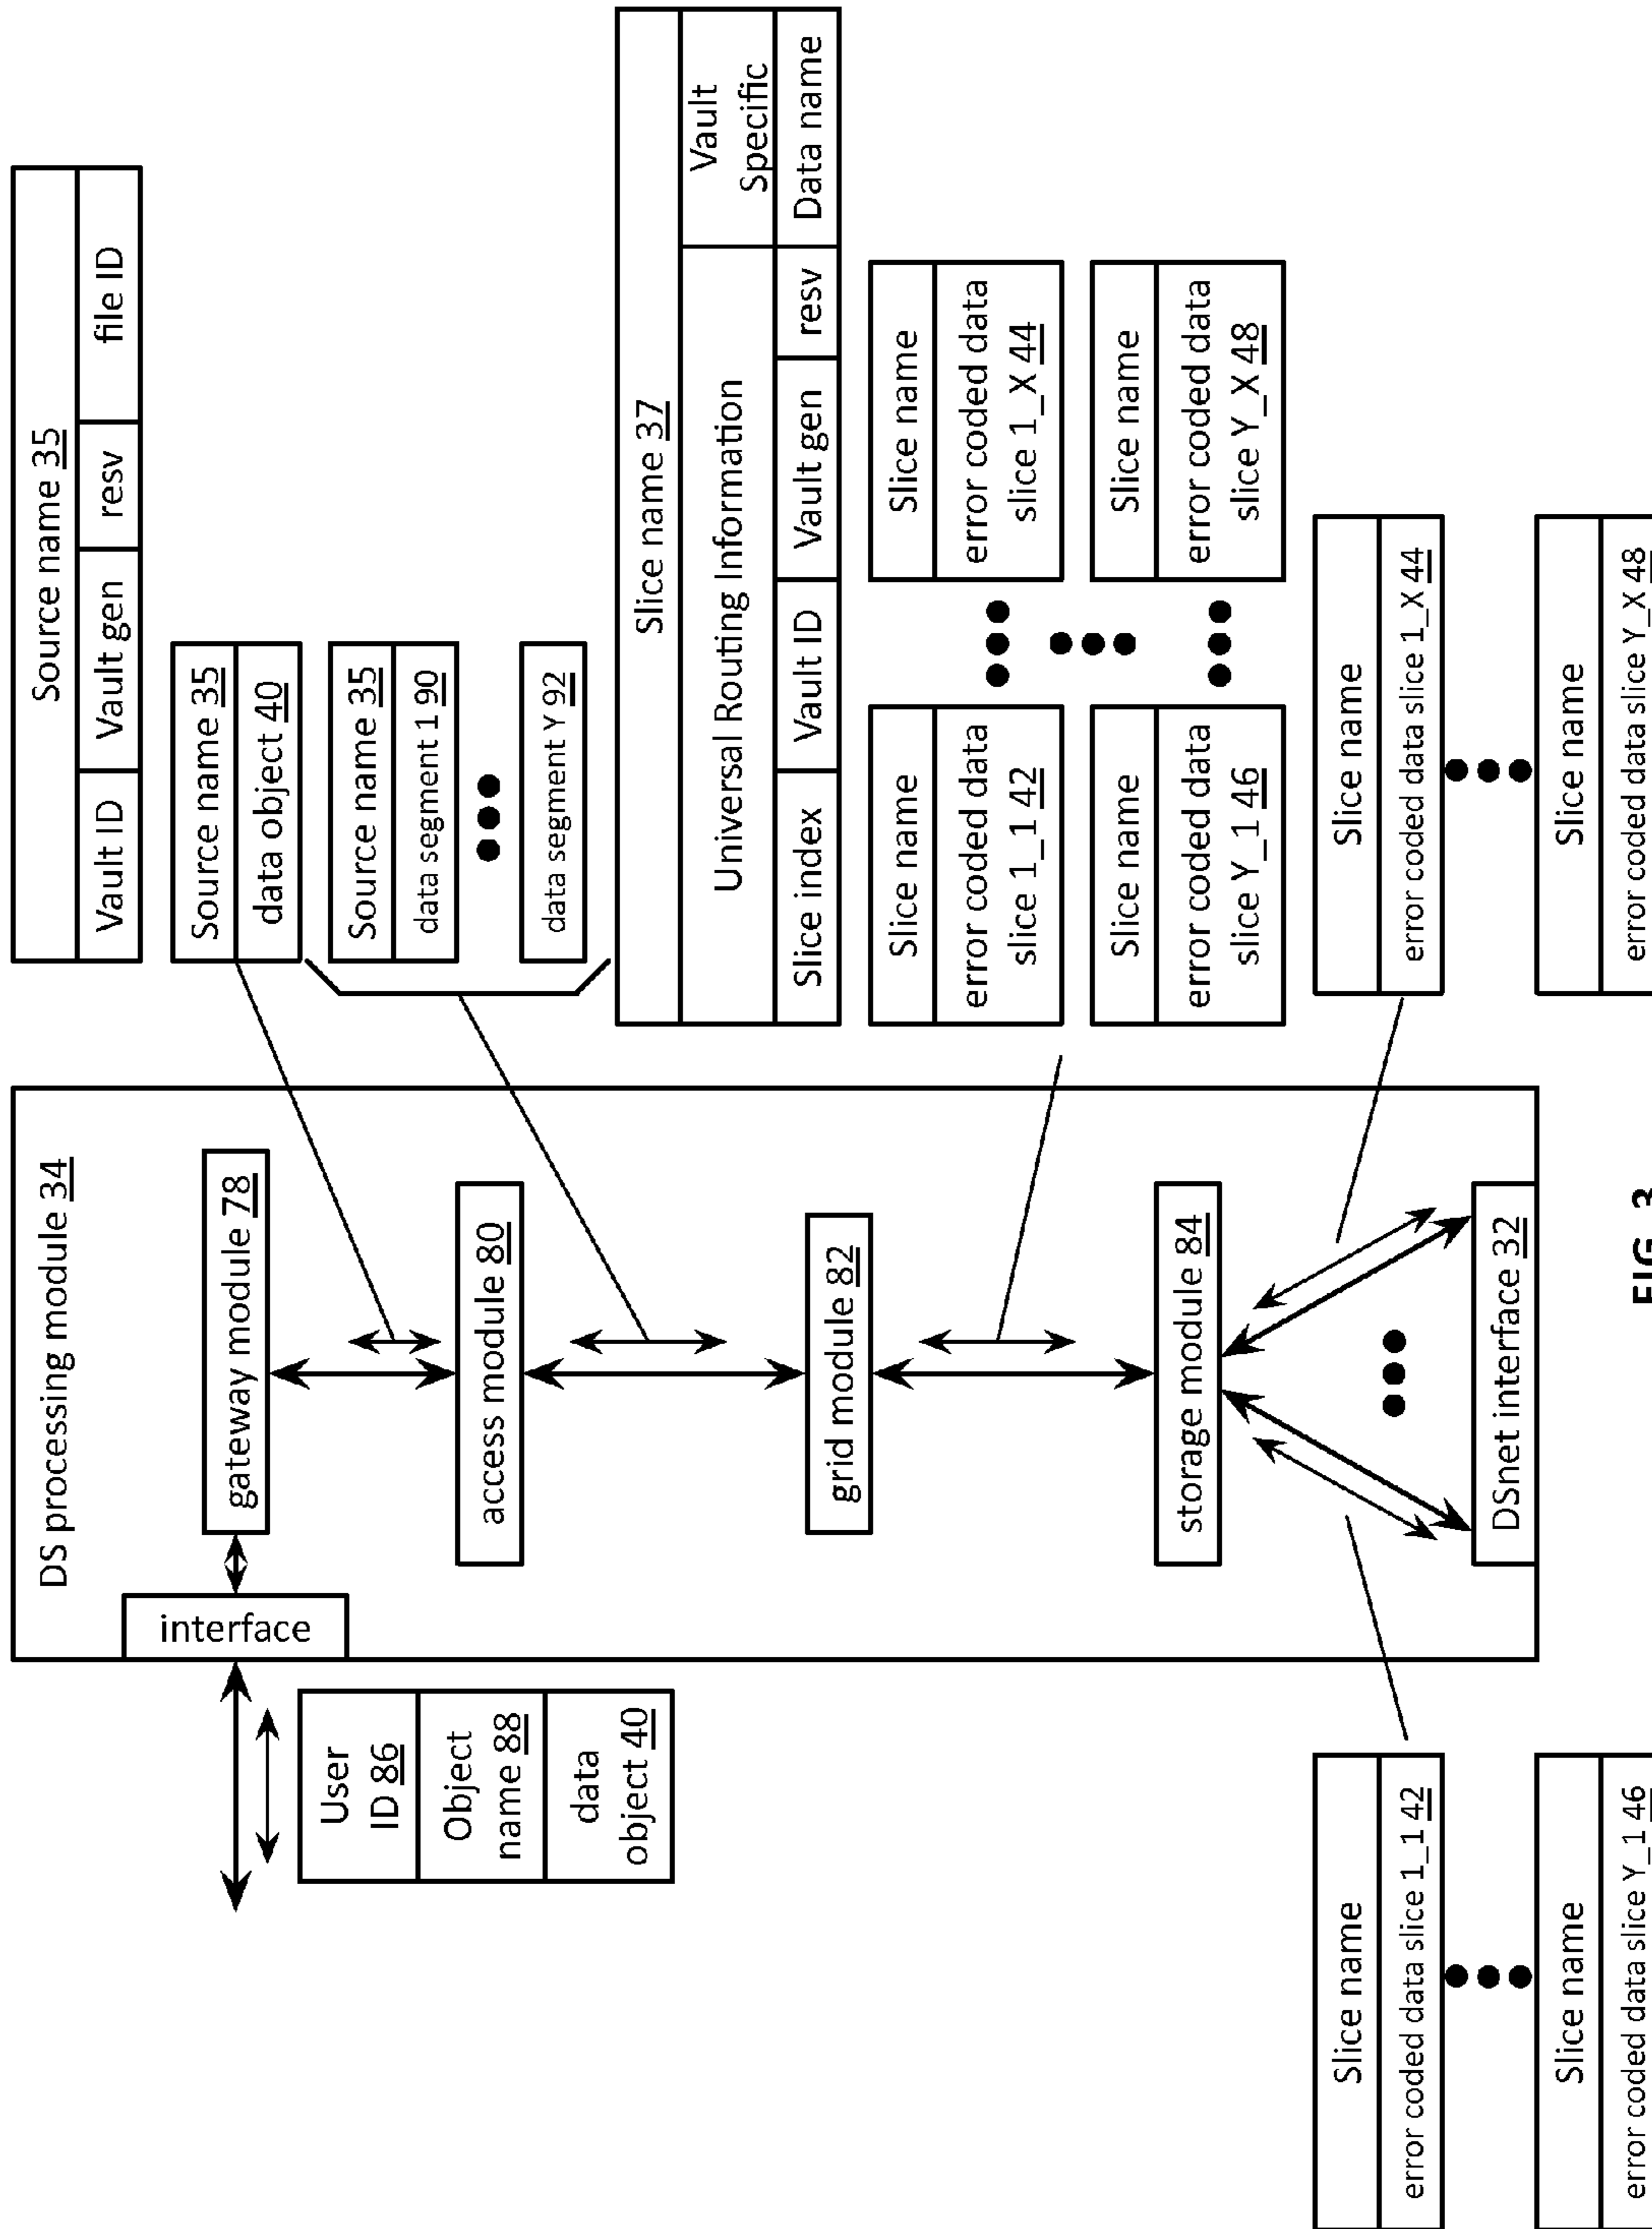 DS processing module 34
interface
gateway module 78
access module 80
grid module 82
storage module 84
DSnet interface 32
User
ID 86
Object
name 88
data
object 40
Source name 35
Vault ID
Vault gen
resv
file ID
Source name 35
data object 40
Source name 35
data segment 1 90
data segment Y 92
Slice name 37
Universal Routing Information
Vault
Specific
Slice index
Vault ID
Vault gen
resv
Data name
Slice name
error coded data
slice 1_1 42
Slice name
error coded data
slice 1_X 44
Slice name
error coded data
slice Y_1 46
Slice name
error coded data
slice Y_X 48
Slice name
error coded data slice 1_1 42
Slice name
error coded data slice Y_1 46
Slice name
error coded data slice 1_X 44
Slice name
error coded data slice Y_X 48
FIG. 3